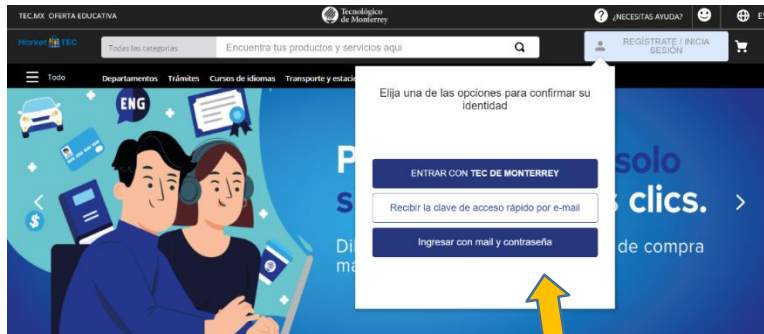 TEC.MX OFERTA EDUCATIVA
Tecnológico
de Monterrey
¿NECESITAS AYUDA?
ES
Market TEC
Todas las categorías
Encuentra tus productos y servicios aquí
REGÍSTRATE / INICIA
SESIÓN
Todo
Departamentos Trámites Cursos de idiomas Transporte y estacio
Elija una de las opciones para confirmar su
identidad
ENTRAR CON TEC DE MONTERREY
Recibir la clave de acceso rápido por e-mail
Ingresar con mail y contraseña
ENG
P solo
s clics.
Di de compra
má